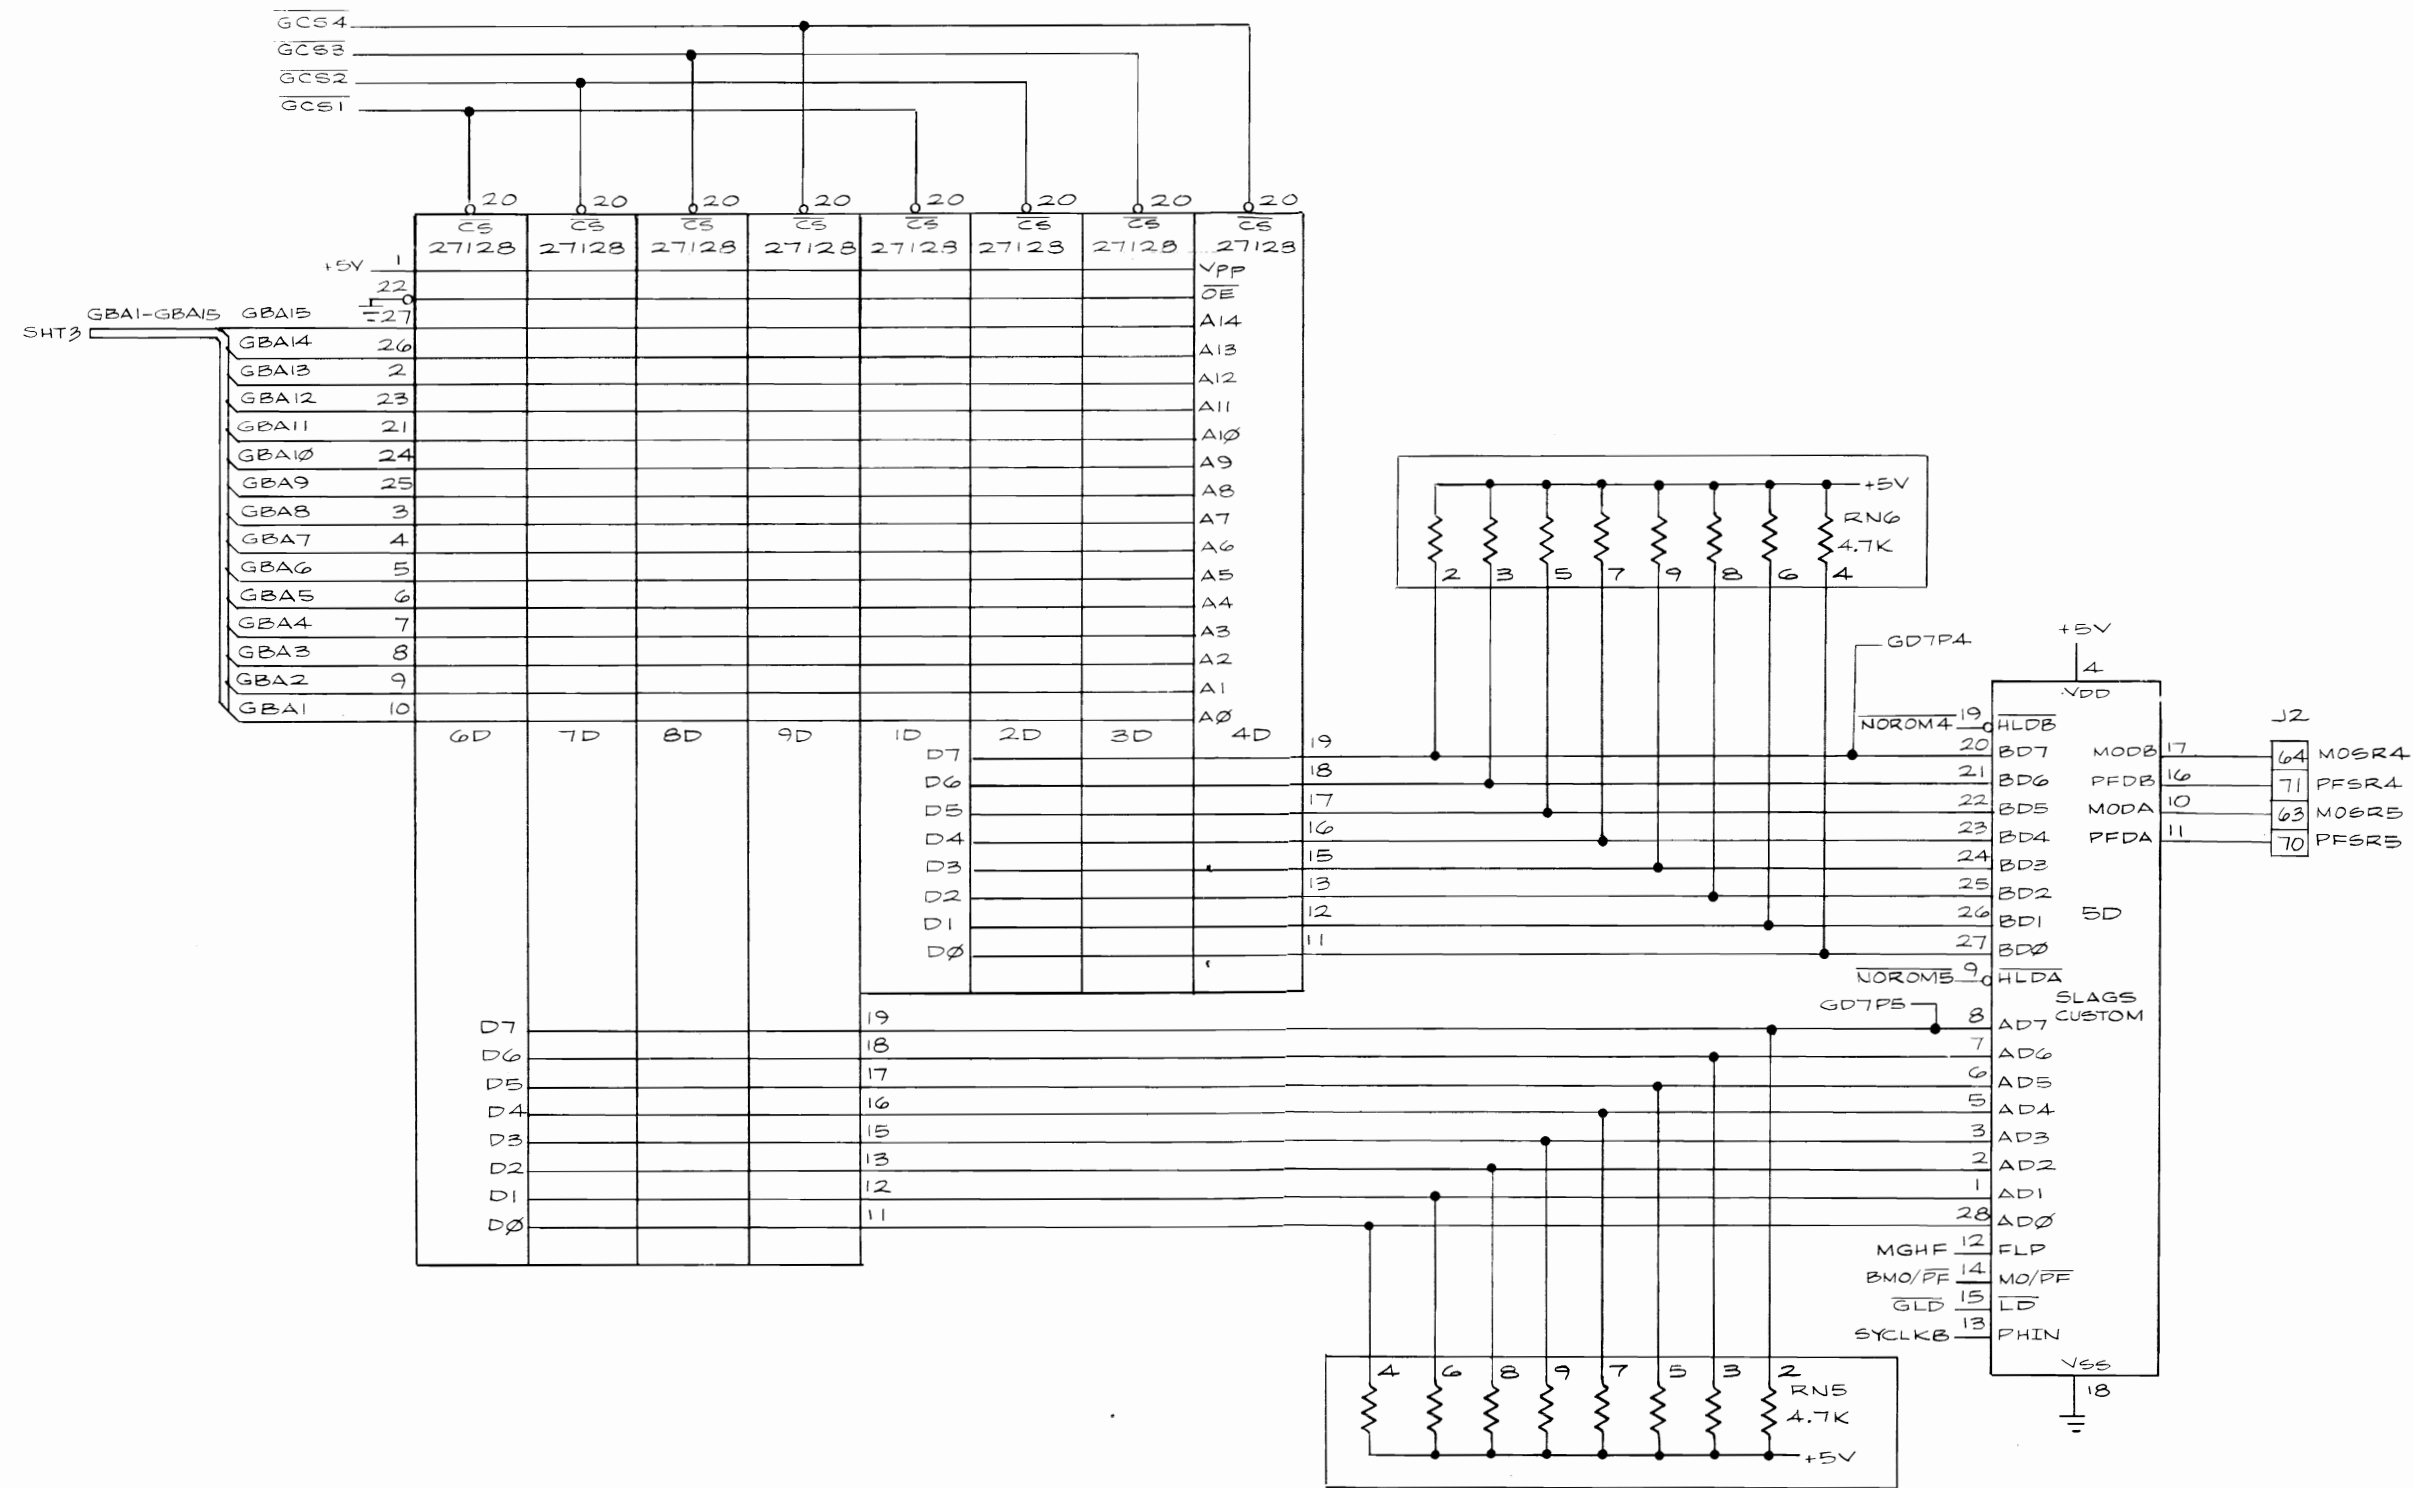 GCS4
GCS3
GCS2
GCS1
20 20 20 20 20 20 20 20
CS CS CS CS CS CS CS CS
27128 27128 27128 27128 27128 27128 27128 27128
+5V 1 VPP
22 OE
SHT3 GBA1-GBA15 GBA15 27 A14
GBA14 26 A13
GBA13 2 A12
GBA12 23 A11
GBA11 21 A1Ø
GBA1Ø 24 A9
GBA9 25 A8
GBA8 3 A7
GBA7 4 A6
GBA6 5 A5
GBA5 6 A4
GBA4 7 A3
GBA3 8 A2
GBA2 9 A1
GBA1 10 AØ
6D 7D 8D 9D 1D 2D 3D 4D
+5V
RN6
4.7K
2 3 5 7 9 8 6 4
GD7P4
+5V
4
VDD
NOROM4 19 HLDB
J2
D7 19 20 BD7 MODB 17 64 MOSR4
D6 18 21 BD6 PFDB 16 71 PFSR4
D5 17 22 BD5 MODA 10 63 MOSR5
D4 16 23 BD4 PFDA 11 70 PFSR5
D3 15 24 BD3
D2 13 25 BD2
D1 12 26 BD1
5D
DØ 11 27 BDØ
NOROM5 9 HLDA
SLAGS
CUSTOM
GD7P5
D7 19 8 AD7
D6 18 7 AD6
D5 17 6 AD5
D4 16 5 AD4
D3 15 3 AD3
D2 13 2 AD2
D1 12 1 AD1
DØ 11 28 ADØ
MGHF 12 FLP
BMO/PF 14 MO/PF
GLD 15 LD
SYCLKB 13 PHIN
VSS
18
4 6 8 9 7 5 3 2
RN5
4.7K
+5V